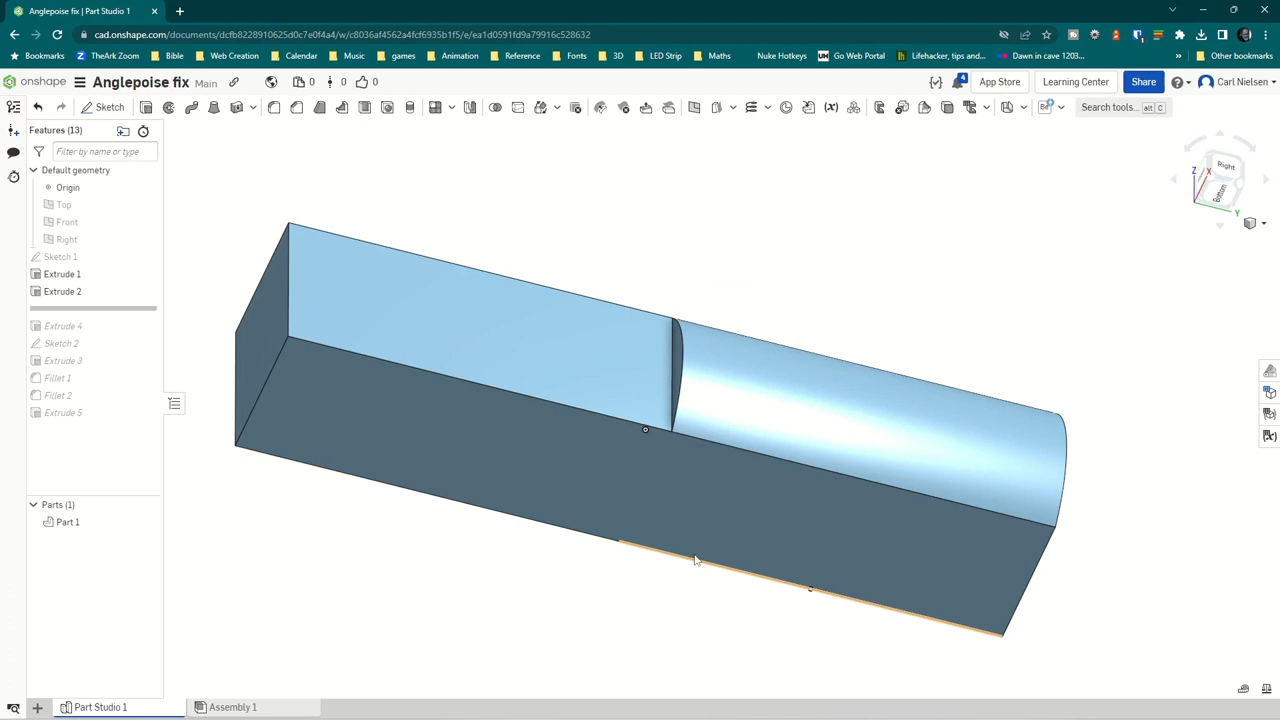 Anglepoise fix | Part Studio 1
cad.onshape.com/documents/dcfb8228910625d0c7e0f4a4/w/c8036af4562a4fcf6935b1f5/e/ea1d0591fd9a79916c528632
Bookmarks TheArk Zoom Bible Web Creation Calendar Music games Animation Reference Fonts 3D LED Strip Maths Nuke Hotkeys Go Web Portal Lifehacker, tips and... Dawn in cave 1203... Other bookmarks
onshape Anglepoise fix Main 0 0 0 App Store Learning Center Share Carl Nielsen
4
Sketch Search tools... alt C
Features (13)
Filter by name or type
Default geometry
Origin
Top
Front
Right
Sketch 1
Extrude 1
Extrude 2
Extrude 4
Sketch 2
Extrude 3
Fillet 1
Fillet 2
Extrude 5
Parts (1)
Part 1
Right
Z X
Bottom
Y
Part Studio 1 Assembly 1